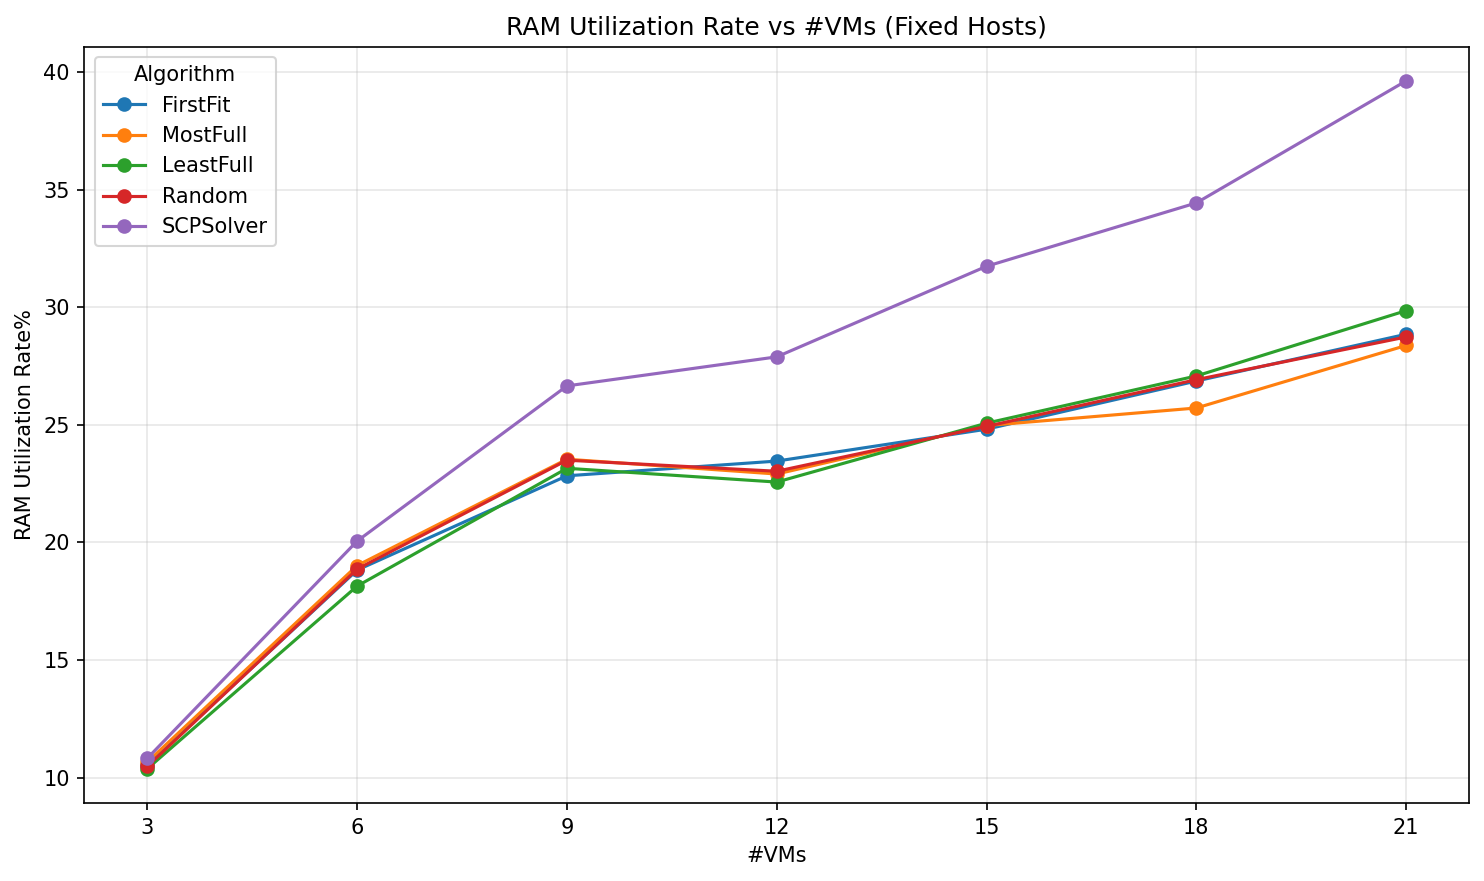 RAM Utilization Rate vs #VMs (Fixed Hosts)
Algorithm
FirstFit
MostFull
LeastFull
Random
SCPSolver
RAM Utilization Rate%
40
35
30
25
20
15
10
3 6 9 12 15 18 21
#VMs